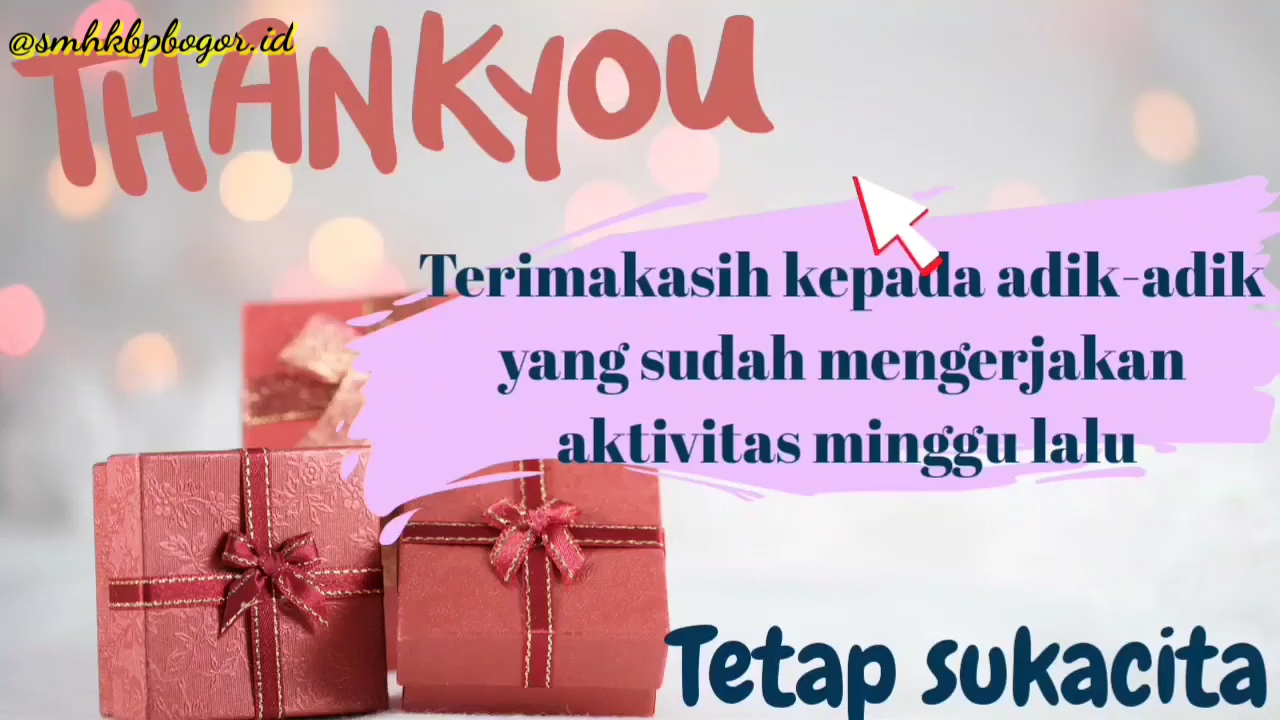 @smhkbpbogor.id
THANKYOU
Terimakasih kepada adik-adik
yang sudah mengerjakan
aktivitas minggu lalu
Tetap sukacita